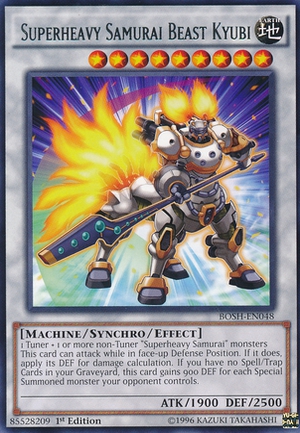 SUPERHEAVY SAMURAI BEAST KYUBI
EARTH
地
BOSH-EN048
[MACHINE/SYNCHRO/EFFECT]
1 Tuner + 1 or more non-Tuner "Superheavy Samurai" monsters
This card can attack while in face-up Defense Position. If it does,
apply its DEF for damage calculation. If you have no Spell/Trap
Cards in your Graveyard, this card gains 900 DEF for each Special
Summoned monster your opponent controls.
ATK/1900 DEF/2500
85528209 1st Edition ©1996 KAZUKI TAKAHASHI